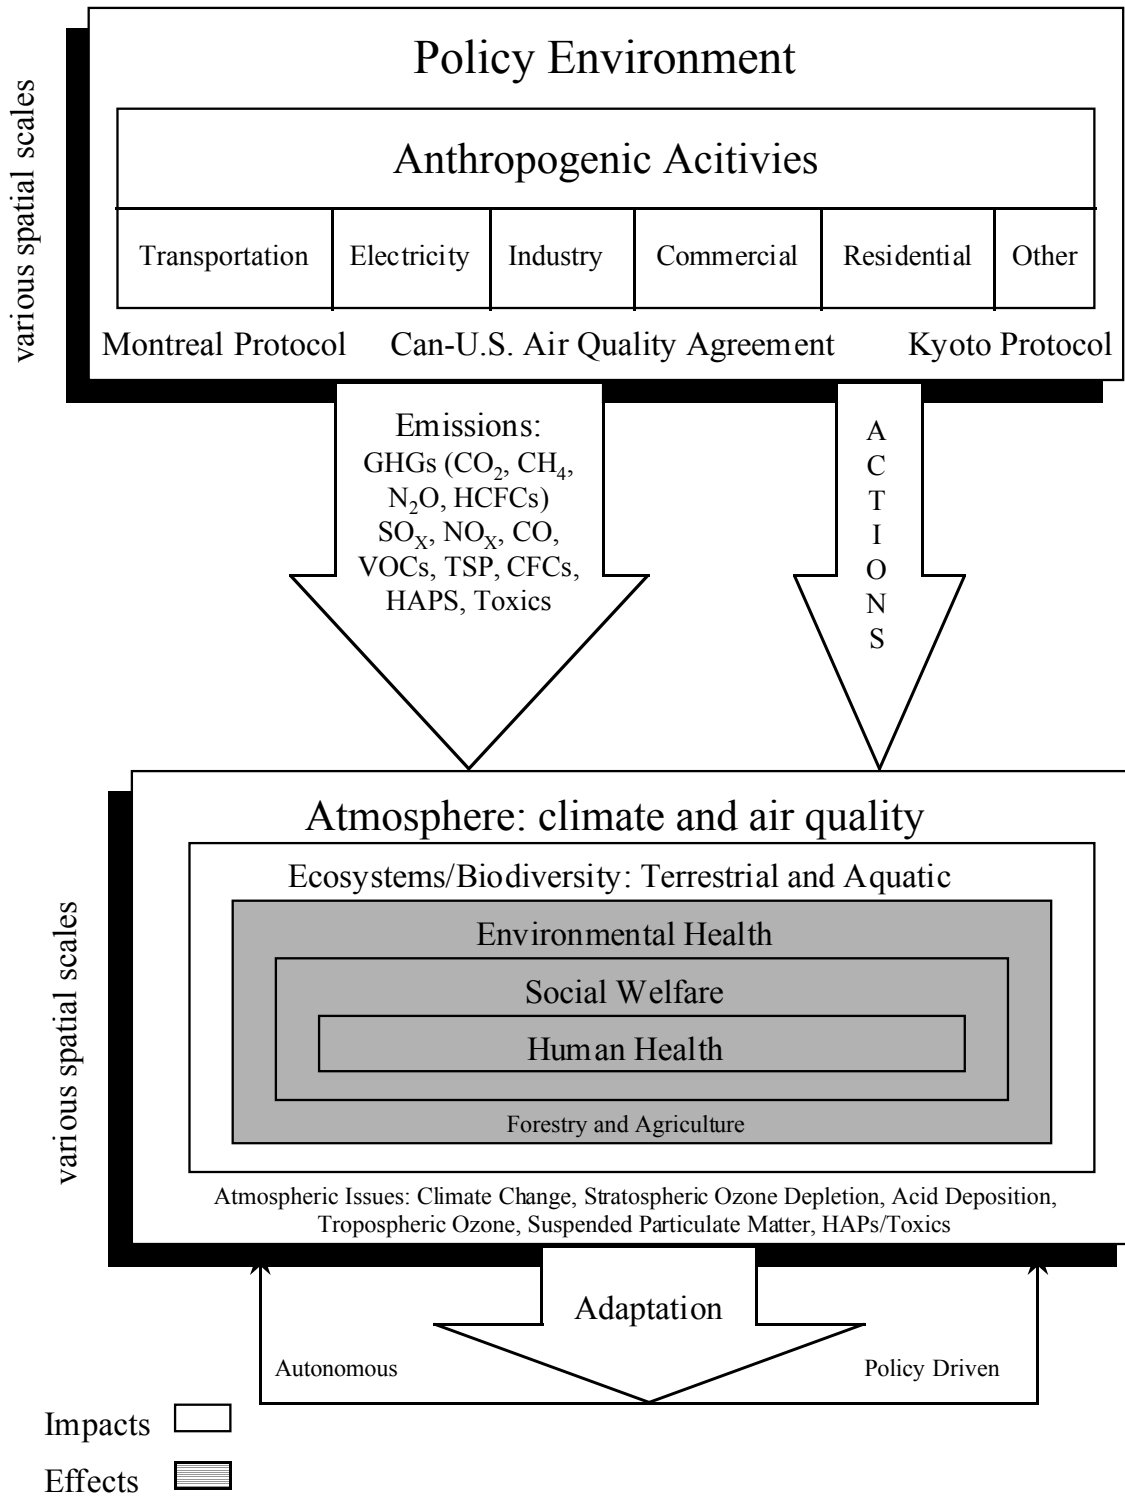 various spatial scales
Policy Environment
Anthropogenic Acitivies
Transportation Electricity Industry Commercial Residential Other
Montreal Protocol Can-U.S. Air Quality Agreement Kyoto Protocol
Emissions:
GHGs (CO2, CH4,
N2O, HCFCs)
SOX, NOX, CO,
VOCs, TSP, CFCs,
HAPS, Toxics
A
C
T
I
O
N
S
various spatial scales
Atmosphere: climate and air quality
Ecosystems/Biodiversity: Terrestrial and Aquatic
Environmental Health
Social Welfare
Human Health
Forestry and Agriculture
Atmospheric Issues: Climate Change, Stratospheric Ozone Depletion, Acid Deposition,
Tropospheric Ozone, Suspended Particulate Matter, HAPs/Toxics
Adaptation
Autonomous Policy Driven
Impacts
Effects